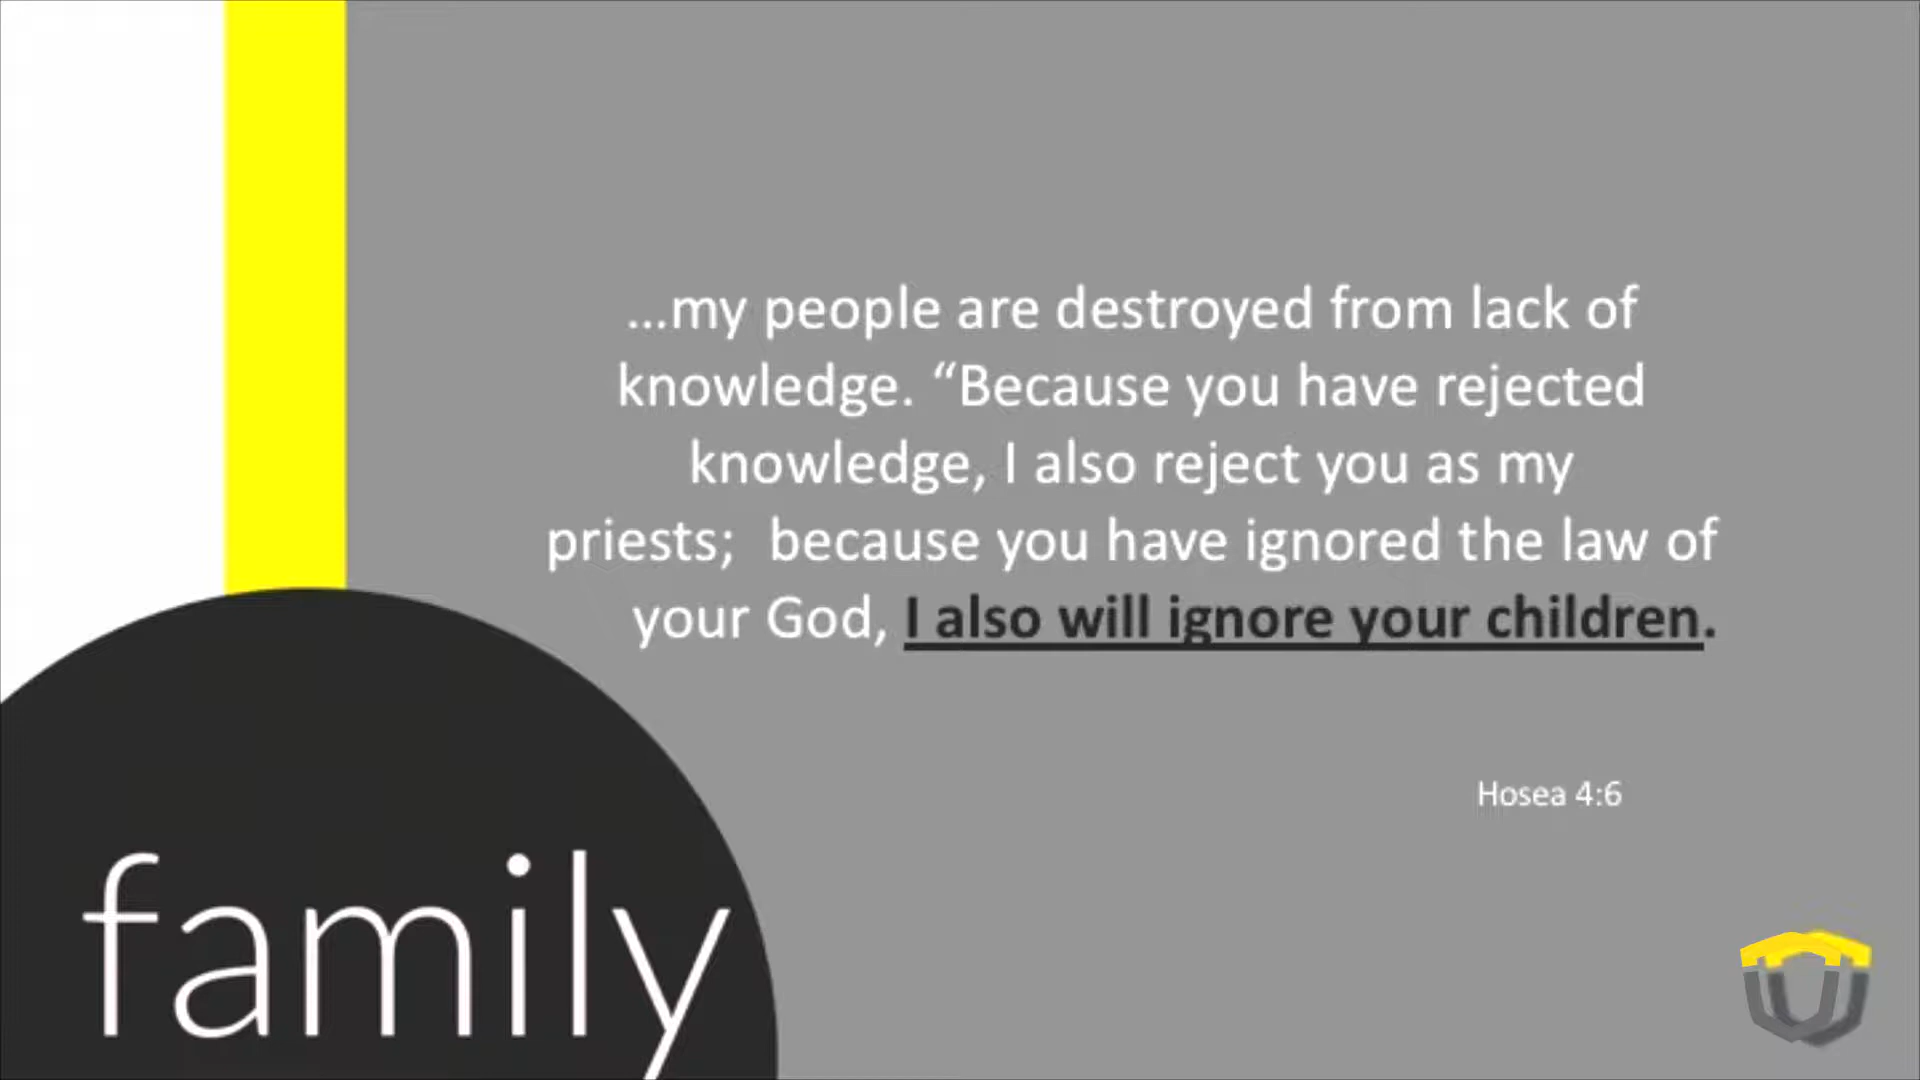 ...my people are destroyed from lack of
knowledge. “Because you have rejected
knowledge, I also reject you as my
priests;  because you have ignored the law of
your God, I also will ignore your children.
Hosea 4:6
family